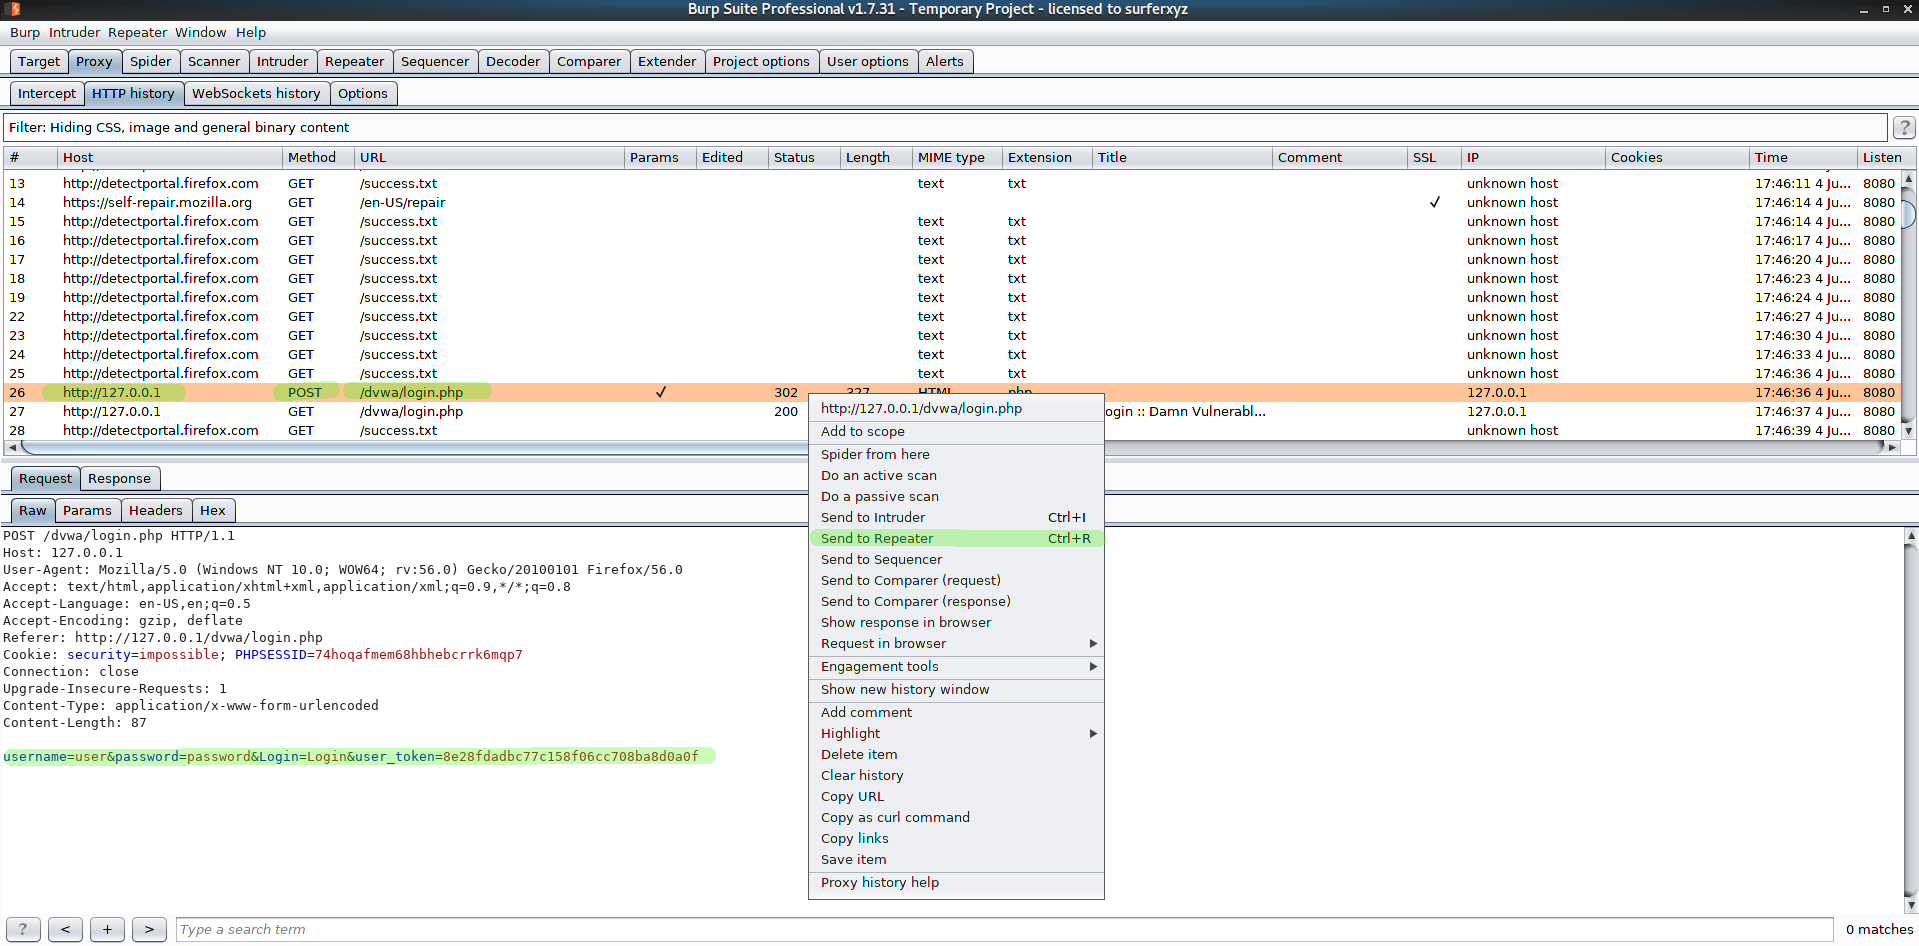 Burp Suite Professional v1.7.31 - Temporary Project - licensed to surferxyz
Burp Intruder Repeater Window Help
Target Proxy Spider Scanner Intruder Repeater Sequencer Decoder Comparer Extender Project options User options Alerts
Intercept HTTP history WebSockets history Options
Filter: Hiding CSS, image and general binary content ?
# Host Method URL Params Edited Status Length MIME type Extension Title Comment SSL IP Cookies Time Listen
13 http://detectportal.firefox.com GET /success.txt text txt unknown host 17:46:11 4 Ju... 8080
14 https://self-repair.mozilla.org GET /en-US/repair ✓ unknown host 17:46:14 4 Ju... 8080
15 http://detectportal.firefox.com GET /success.txt text txt unknown host 17:46:14 4 Ju... 8080
16 http://detectportal.firefox.com GET /success.txt text txt unknown host 17:46:17 4 Ju... 8080
17 http://detectportal.firefox.com GET /success.txt text txt unknown host 17:46:20 4 Ju... 8080
18 http://detectportal.firefox.com GET /success.txt text txt unknown host 17:46:23 4 Ju... 8080
19 http://detectportal.firefox.com GET /success.txt text txt unknown host 17:46:24 4 Ju... 8080
22 http://detectportal.firefox.com GET /success.txt text txt unknown host 17:46:27 4 Ju... 8080
23 http://detectportal.firefox.com GET /success.txt text txt unknown host 17:46:30 4 Ju... 8080
24 http://detectportal.firefox.com GET /success.txt text txt unknown host 17:46:33 4 Ju... 8080
25 http://detectportal.firefox.com GET /success.txt text txt unknown host 17:46:36 4 Ju... 8080
26 http://127.0.0.1 POST /dvwa/login.php ✓ 302 327 HTML php 127.0.0.1 17:46:36 4 Ju... 8080
27 http://127.0.0.1 GET /dvwa/login.php 200 ogin :: Damn Vulnerabl... 127.0.0.1 17:46:37 4 Ju... 8080
28 http://detectportal.firefox.com GET /success.txt unknown host 17:46:39 4 Ju... 8080
http://127.0.0.1/dvwa/login.php
Add to scope
Spider from here
Do an active scan
Do a passive scan
Send to Intruder Ctrl+I
Send to Repeater Ctrl+R
Send to Sequencer
Send to Comparer (request)
Send to Comparer (response)
Show response in browser
Request in browser
Engagement tools
Show new history window
Add comment
Highlight
Delete item
Clear history
Copy URL
Copy as curl command
Copy links
Save item
Proxy history help
Request Response
Raw Params Headers Hex
POST /dvwa/login.php HTTP/1.1
Host: 127.0.0.1
User-Agent: Mozilla/5.0 (Windows NT 10.0; WOW64; rv:56.0) Gecko/20100101 Firefox/56.0
Accept: text/html,application/xhtml+xml,application/xml;q=0.9,*/*;q=0.8
Accept-Language: en-US,en;q=0.5
Accept-Encoding: gzip, deflate
Referer: http://127.0.0.1/dvwa/login.php
Cookie: security=impossible; PHPSESSID=74hoqafmem68hbhebcrrk6mqp7
Connection: close
Upgrade-Insecure-Requests: 1
Content-Type: application/x-www-form-urlencoded
Content-Length: 87
username=user&password=password&Login=Login&user_token=8e28fdadbc77c158f06cc708ba8d0a0f
? < + > Type a search term 0 matches